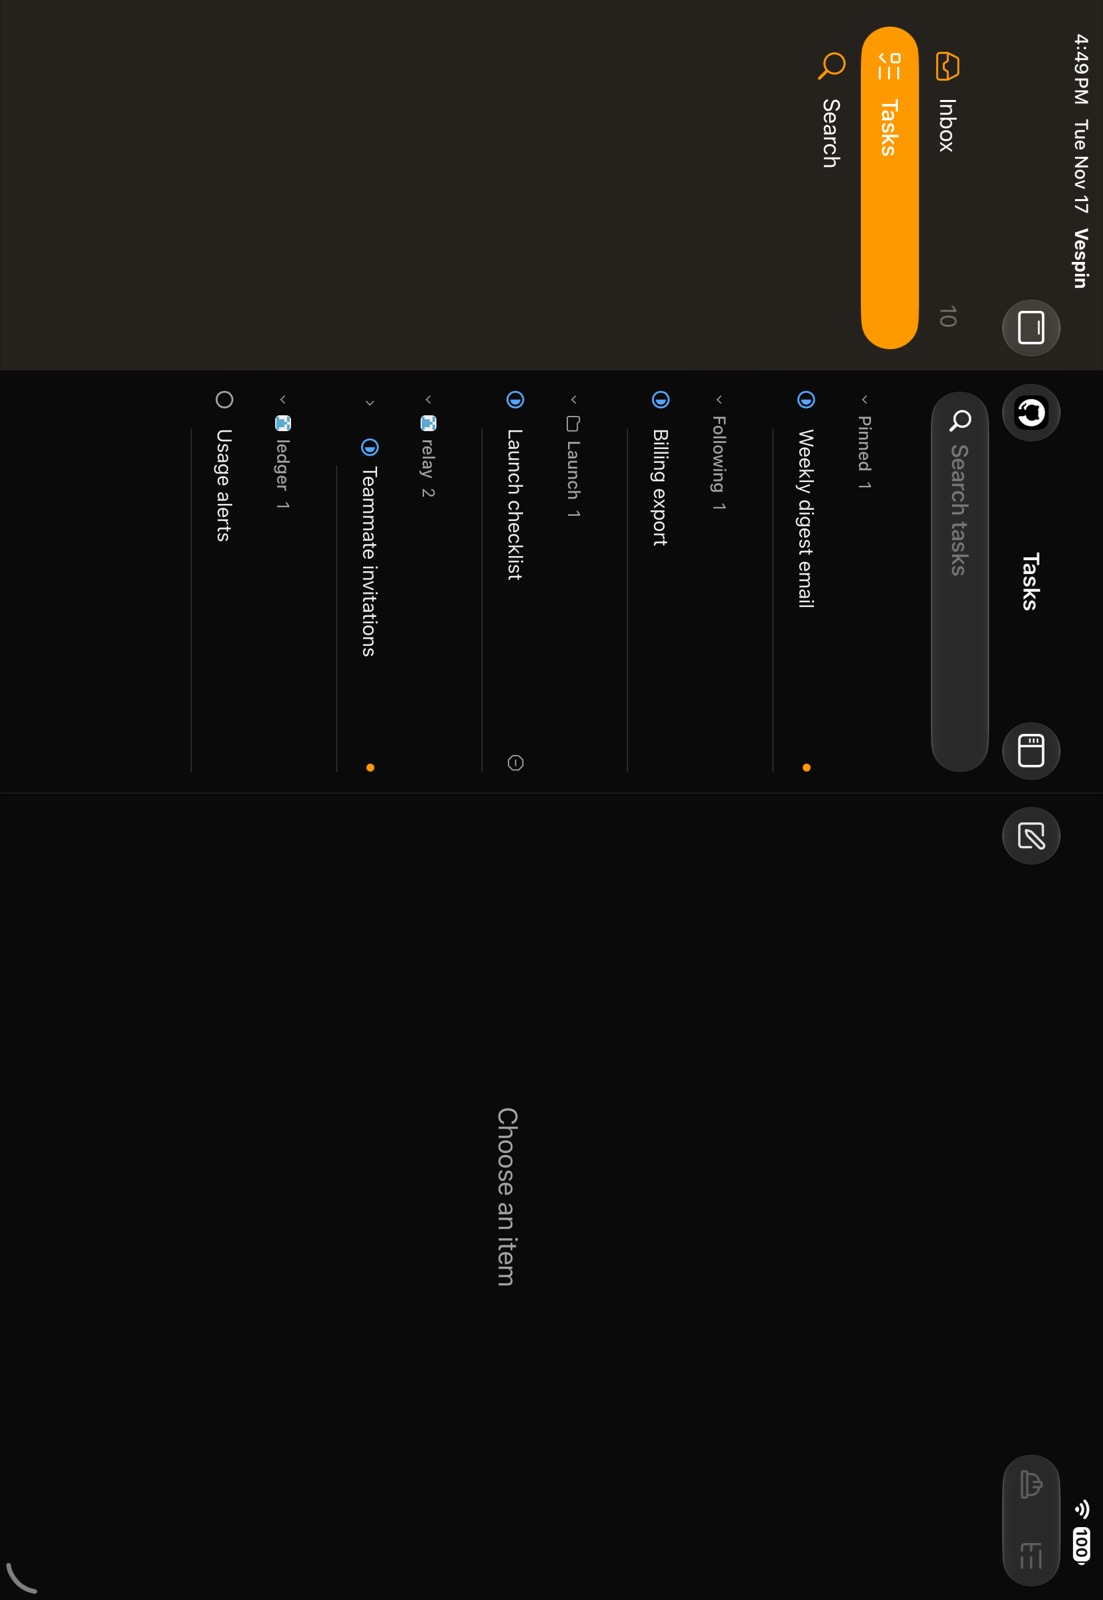 4:49 PM Tue Nov 17 Vespin
100
Inbox 10
Tasks
Search
Tasks
Search tasks
Pinned 1
Weekly digest email
Following 1
Billing export
Launch 1
Launch checklist
relay 2
Teammate invitations
ledger 1
Usage alerts
Choose an item